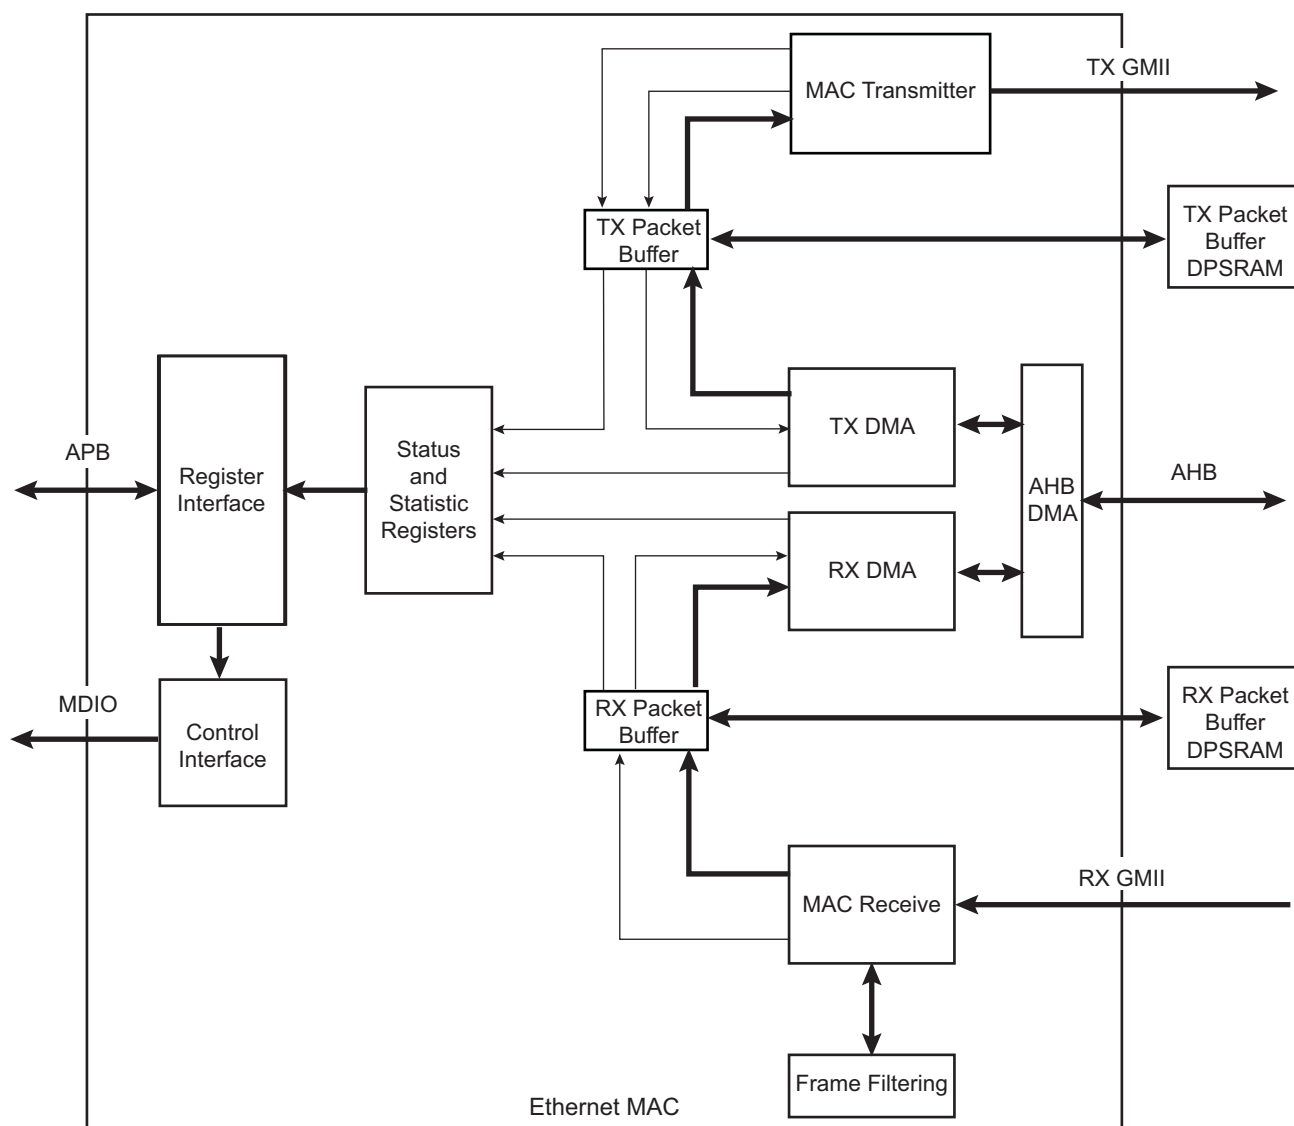 TX GMII
MAC Transmitter
TX Packet
Buffer
TX Packet
Buffer
DPSRAM
APB
Register
Interface
Status
and
Statistic
Registers
TX DMA
AHB
DMA
AHB
RX DMA
MDIO
Control
Interface
RX Packet
Buffer
RX Packet
Buffer
DPSRAM
RX GMII
MAC Receive
Frame Filtering
Ethernet MAC